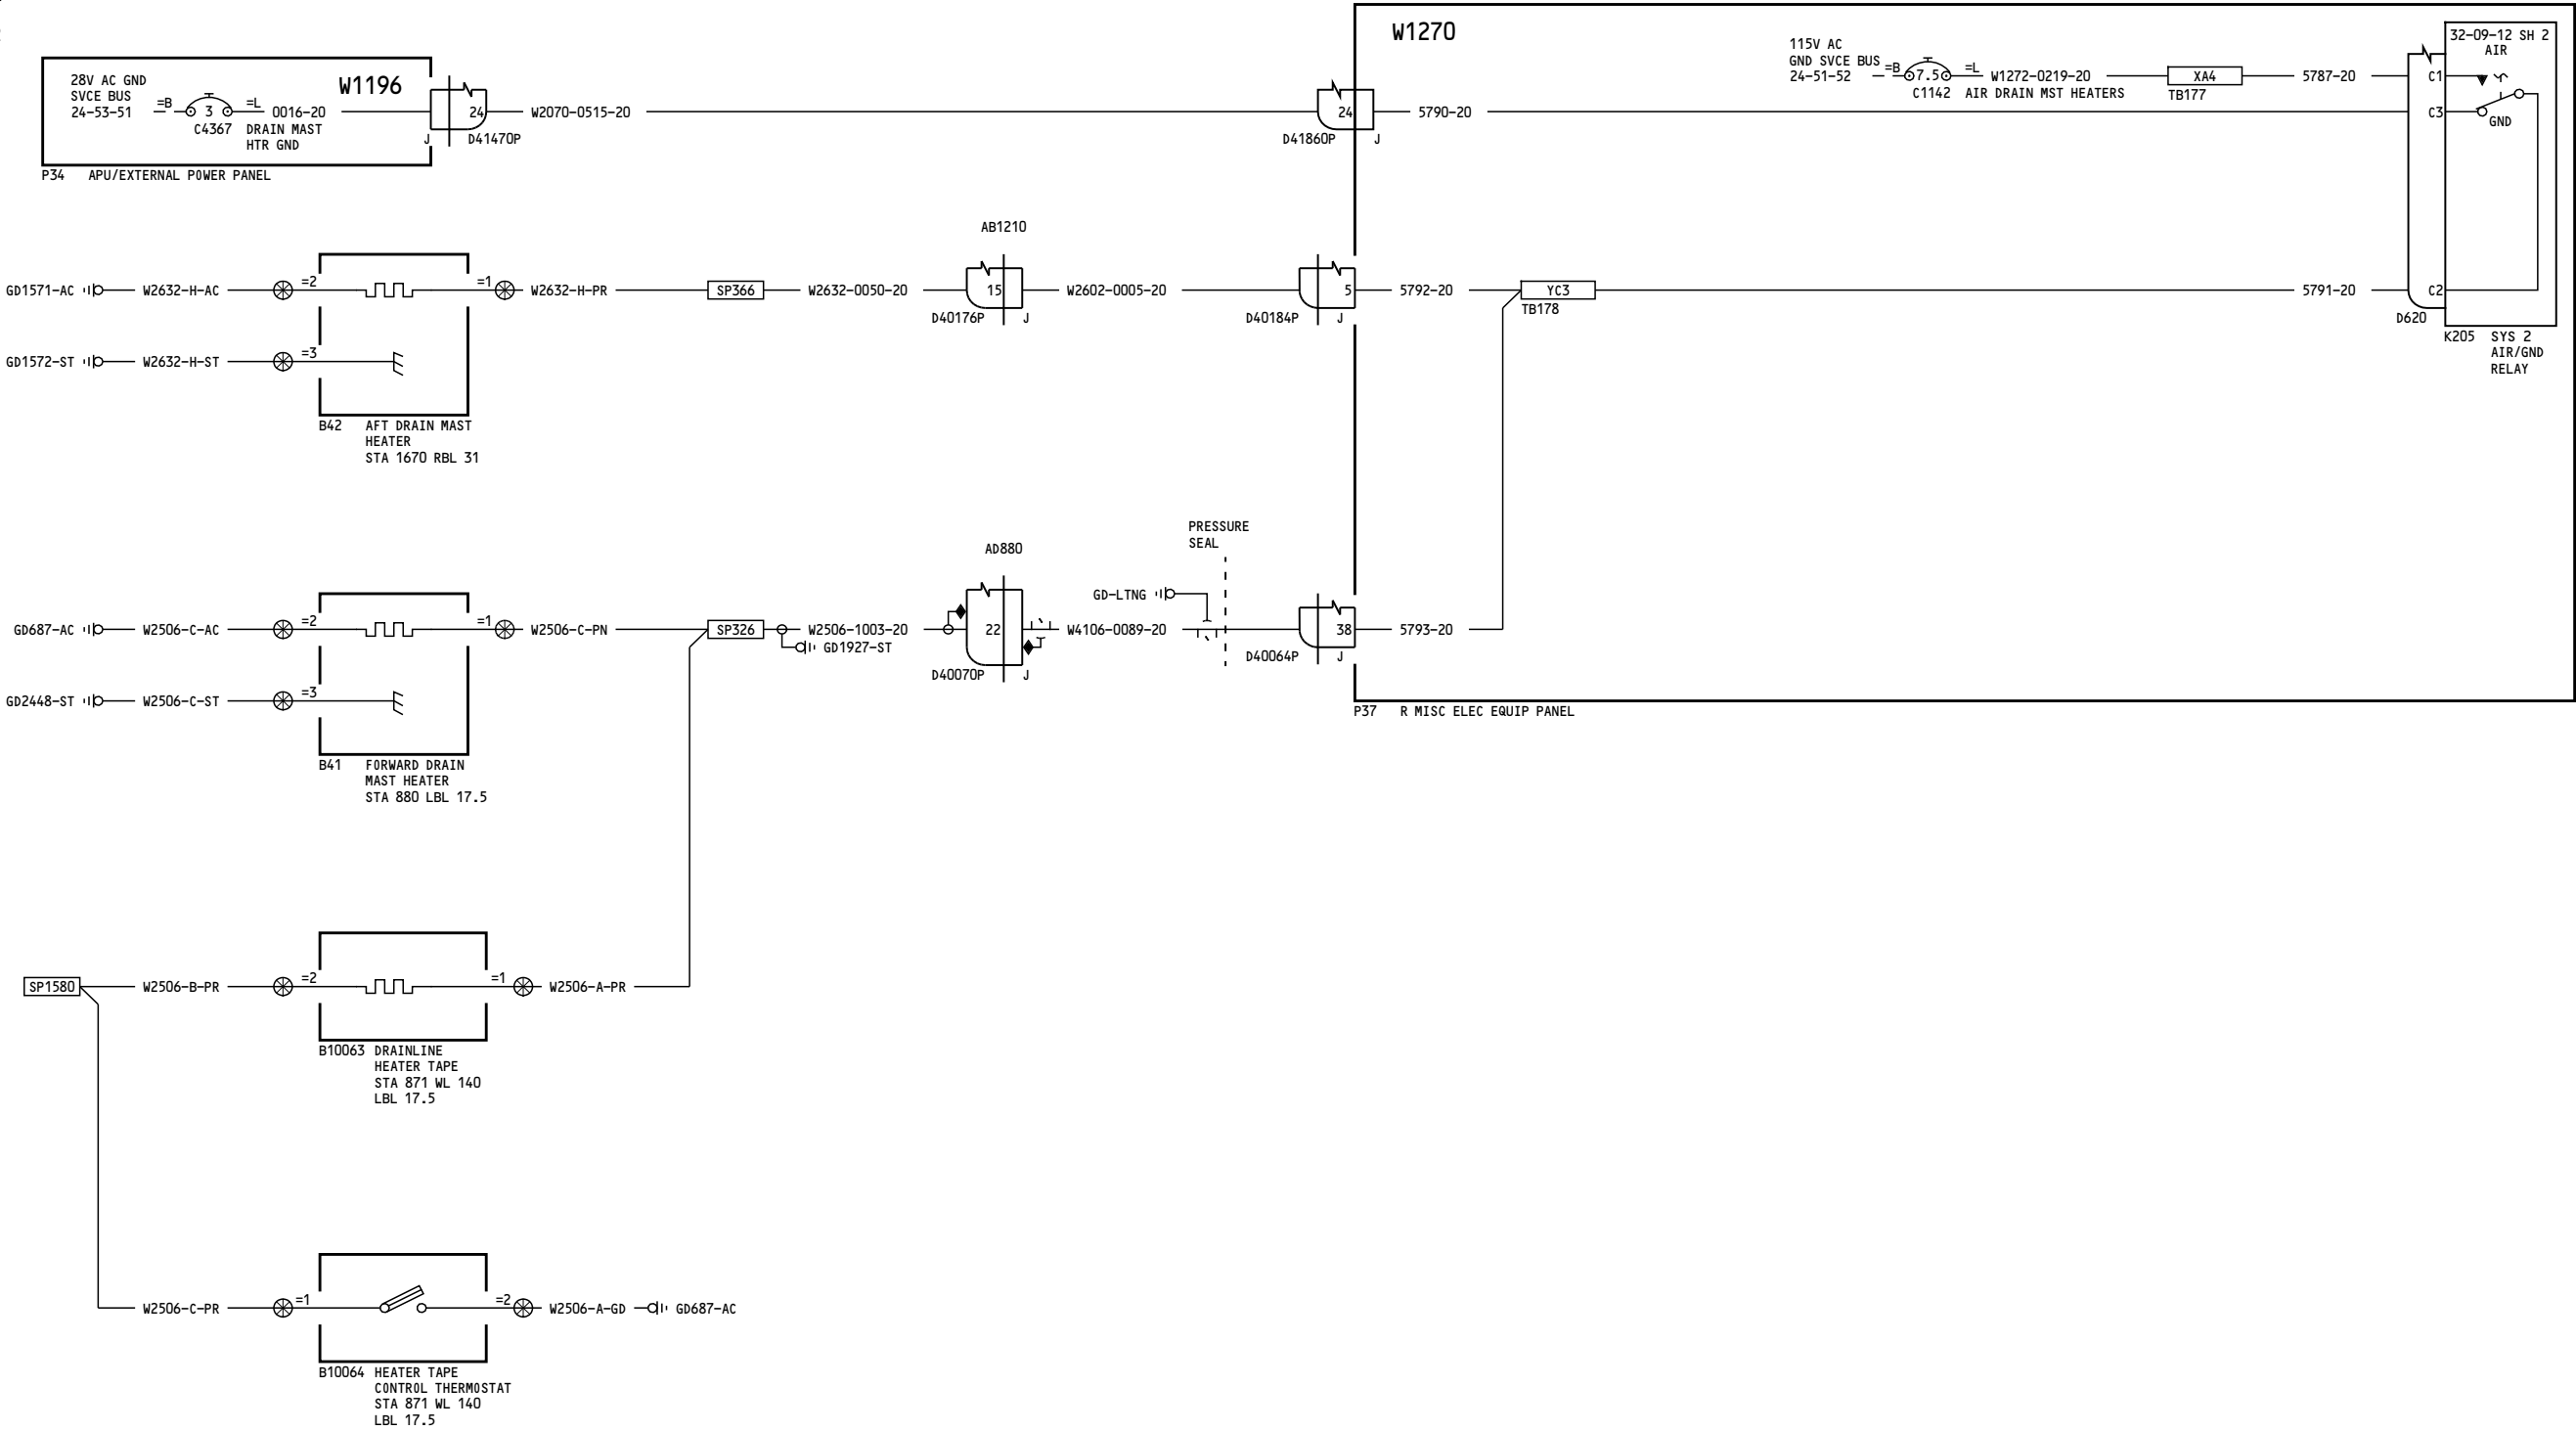 W1270
32-09-12 SH 2
AIR
115V AC
GND SVCE BUS
24-51-52
=B
7.5
=L
W1272-0219-20
XA4
5787-20
C1
C1142
AIR DRAIN MST HEATERS
TB177
28V AC GND
SVCE BUS
24-53-51
W1196
=B
3
=L
0016-20
C4367
DRAIN MAST
HTR GND
24
W2070-0515-20
24
5790-20
C3
GND
J
D41470P
D41860P
J
P34
APU/EXTERNAL POWER PANEL
AB1210
GD1571-AC
W2632-H-AC
=2
=1
W2632-H-PR
SP366
W2632-0050-20
15
W2602-0005-20
5
5792-20
YC3
5791-20
C2
D40176P
J
D40184P
J
TB178
D620
K205
SYS 2
AIR/GND
RELAY
GD1572-ST
W2632-H-ST
=3
B42
AFT DRAIN MAST
HEATER
STA 1670 RBL 31
PRESSURE
SEAL
AD880
GD-LTNG
GD687-AC
W2506-C-AC
=2
=1
W2506-C-PN
SP326
W2506-1003-20
22
W4106-0089-20
38
5793-20
GD1927-ST
D40070P
J
D40064P
J
GD2448-ST
W2506-C-ST
=3
P37
R MISC ELEC EQUIP PANEL
B41
FORWARD DRAIN
MAST HEATER
STA 880 LBL 17.5
SP1580
W2506-B-PR
=2
=1
W2506-A-PR
B10063
DRAINLINE
HEATER TAPE
STA 871 WL 140
LBL 17.5
W2506-C-PR
=1
=2
W2506-A-GD
GD687-AC
B10064
HEATER TAPE
CONTROL THERMOSTAT
STA 871 WL 140
LBL 17.5